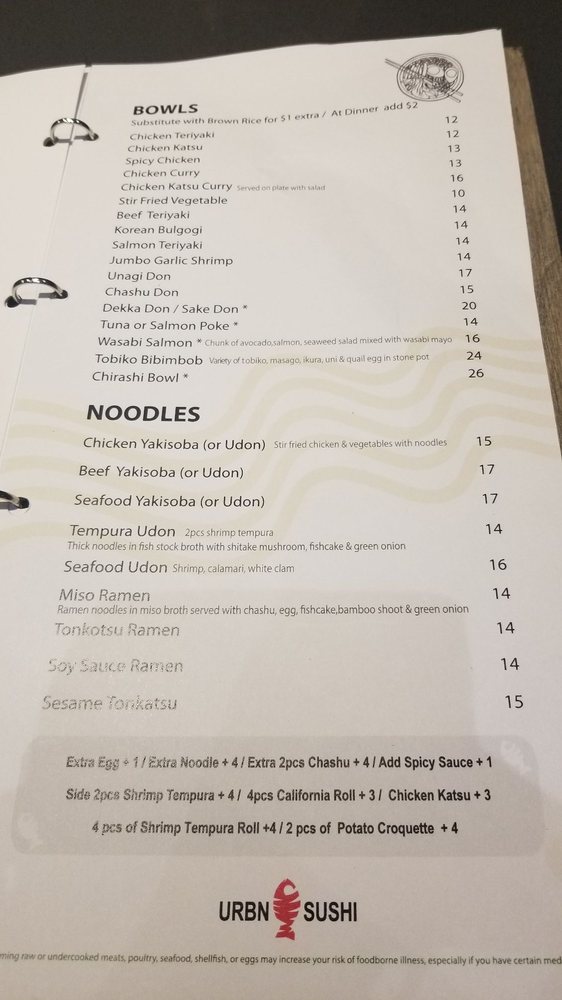 BOWLS
Substitute with Brown Rice for $1 extra / At Dinner add $2
Chicken Teriyaki 12
Chicken Katsu 12
Spicy Chicken 13
Chicken Curry 13
Chicken Katsu Curry Served on plate with salad 16
Stir Fried Vegetable 10
Beef Teriyaki 14
Korean Bulgogi 14
Salmon Teriyaki 14
Jumbo Garlic Shrimp 14
Unagi Don 17
Chashu Don 15
Dekka Don / Sake Don * 20
Tuna or Salmon Poke * 14
Wasabi Salmon * Chunk of avocado,salmon, seaweed salad mixed with wasabi mayo 16
Tobiko Bibimbob Variety of tobiko, masago, ikura, uni & quail egg in stone pot 24
Chirashi Bowl * 26
NOODLES
Chicken Yakisoba (or Udon) Stir fried chicken & vegetables with noodles 15
Beef Yakisoba (or Udon) 17
Seafood Yakisoba (or Udon) 17
Tempura Udon 2pcs shrimp tempura 14
Thick noodles in fish stock broth with shitake mushroom, fishcake & green onion
Seafood Udon Shrimp, calamari, white clam 16
Miso Ramen 14
Ramen noodles in miso broth served with chashu, egg, fishcake,bamboo shoot & green onion
Tonkotsu Ramen 14
Soy Sauce Ramen 14
Sesame Tonkatsu 15
Extra Egg + 1 / Extra Noodle + 4 / Extra 2pcs Chashu + 4 / Add Spicy Sauce + 1
Side 2pcs Shrimp Tempura + 4 / 4pcs California Roll + 3 / Chicken Katsu + 3
4 pcs of Shrimp Tempura Roll +4 / 2 pcs of Potato Croquette + 4
URBN SUSHI
ming raw or undercooked meats, poultry, seafood, shellfish, or eggs may increase your risk of foodborne illness, especially if you have certain med